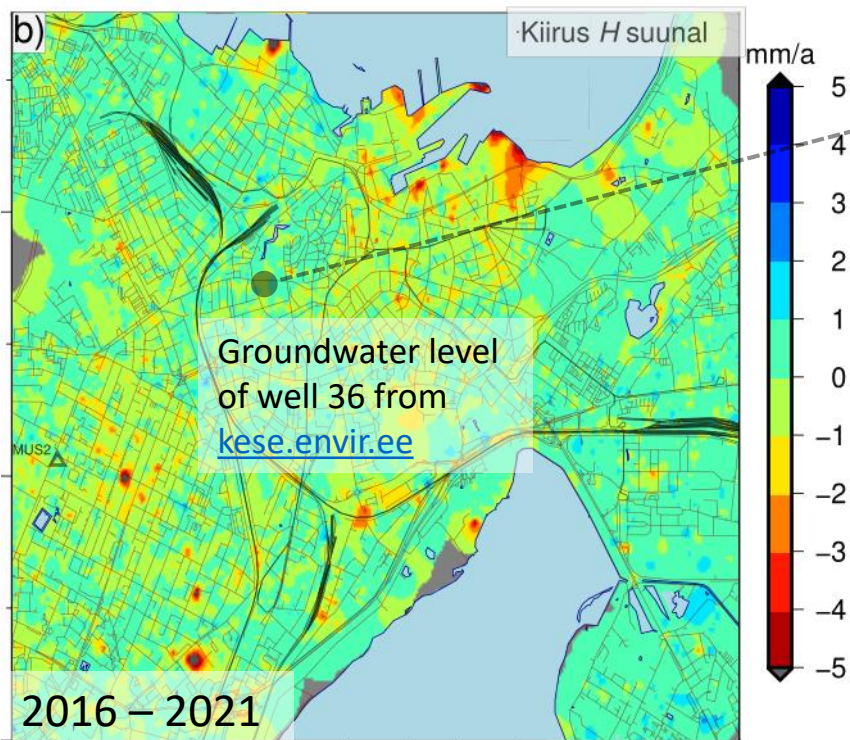 b)
·Kiirus H suunal
mm/a
5
4
3
2
1
0
−1
−2
−3
−4
−5
Groundwater level
of well 36 from
kese.envir.ee
MUS2
2016 – 2021